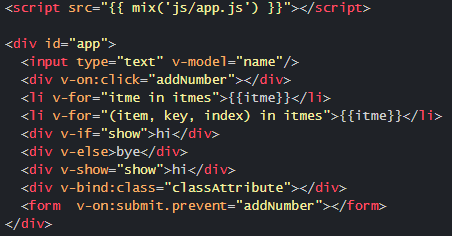 <script src="{{ mix('js/app.js') }}"></script>
<div id="app">
<input type="text" v-model="name"/>
<div v-on:click="addNumber"></div>
<li v-for="itme in itmes">{{itme}}</li>
<li v-for="(item, key, index) in itmes">{{itme}}</li>
<div v-if="show">hi</div>
<div v-else>bye</div>
<div v-show="show">hi</div>
<div v-bind:class="classAttribute"></div>
<form  v-on:submit.prevent="addNumber"></form>
</div>